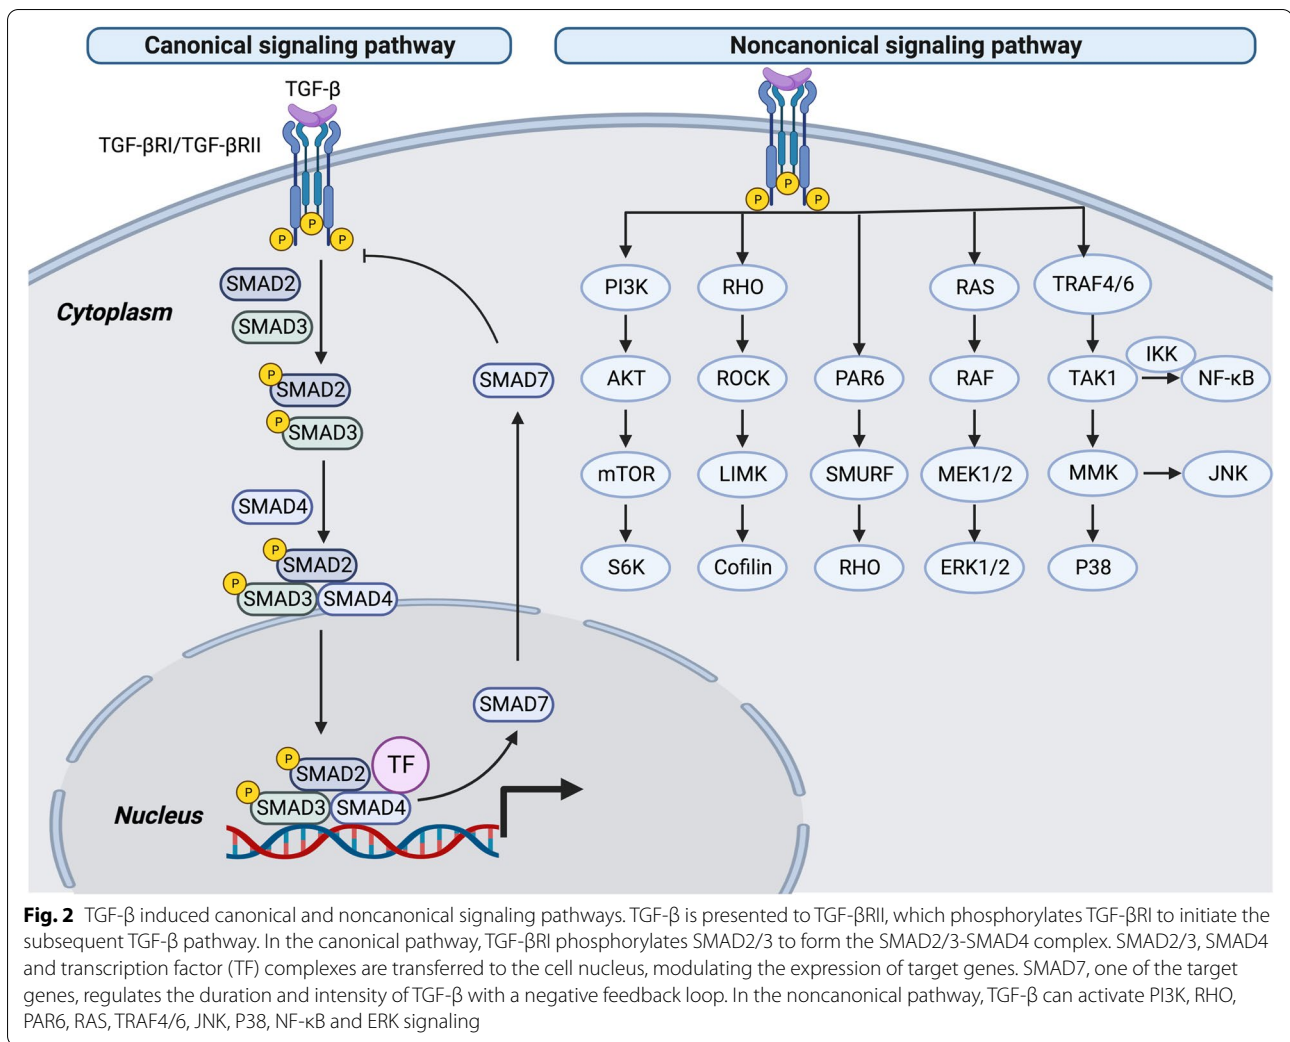 Canonical signaling pathway
Noncanonical signaling pathway
TGF-β
TGF-βRI/TGF-βRII
P
P
P
P
P
P
SMAD2
SMAD3
Cytoplasm
P
SMAD2
P
SMAD3
SMAD4
P
SMAD2
P
SMAD3
SMAD4
SMAD7
SMAD7
P
SMAD2
TF
P
SMAD3
SMAD4
Nucleus
PI3K
RHO
RAS
TRAF4/6
IKK
AKT
ROCK
PAR6
RAF
TAK1
NF-κB
mTOR
LIMK
SMURF
MEK1/2
MMK
JNK
S6K
Cofilin
RHO
ERK1/2
P38
Fig. 2 TGF-β induced canonical and noncanonical signaling pathways. TGF-β is presented to TGF-βRII, which phosphorylates TGF-βRI to initiate the
subsequent TGF-β pathway. In the canonical pathway, TGF-βRI phosphorylates SMAD2/3 to form the SMAD2/3-SMAD4 complex. SMAD2/3, SMAD4
and transcription factor (TF) complexes are transferred to the cell nucleus, modulating the expression of target genes. SMAD7, one of the target
genes, regulates the duration and intensity of TGF-β with a negative feedback loop. In the noncanonical pathway, TGF-β can activate PI3K, RHO,
PAR6, RAS, TRAF4/6, JNK, P38, NF-κB and ERK signaling